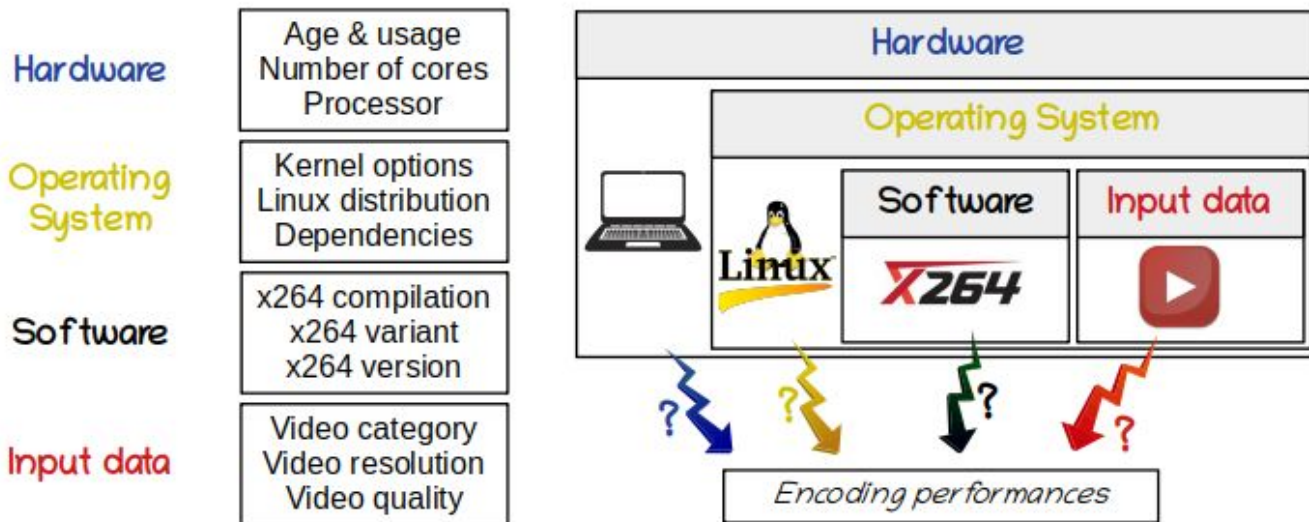 Hardware
Age & usage
Number of cores
Processor
Operating
System
Kernel options
Linux distribution
Dependencies
Software
x264 compilation
x264 variant
x264 version
Input data
Video category
Video resolution
Video quality
Hardware
Operating System
Software
Input data
Linux
X264
?
?
?
?
Encoding performances